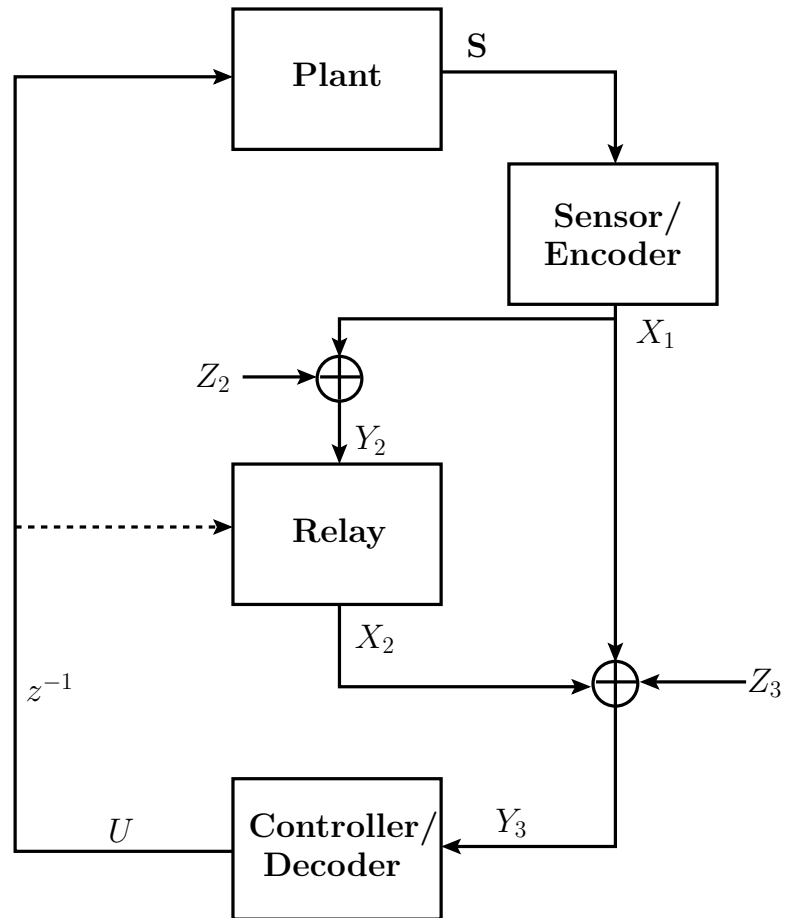 S
Plant
Sensor/
Encoder
X₁
Z₂
Y₂
Relay
X₂
z⁻¹
Z₃
Controller/
Decoder
Y₃
U